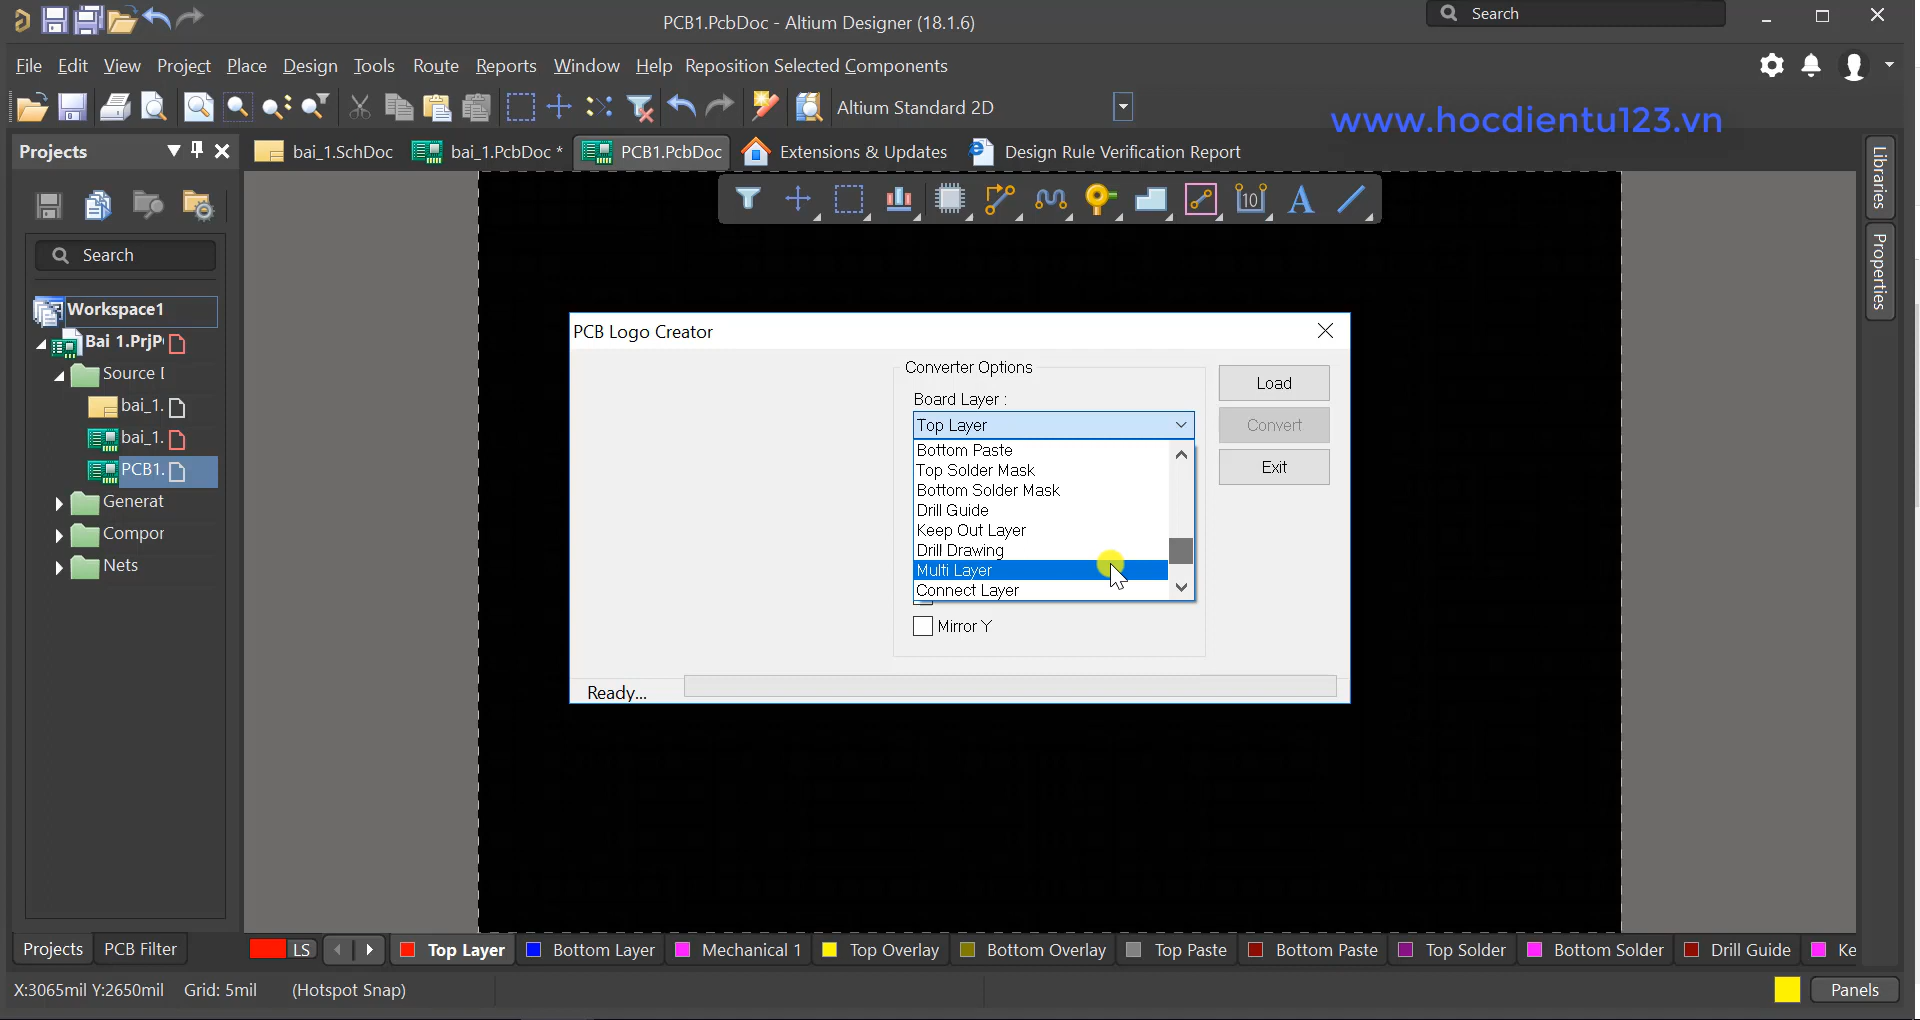 PCB1.PcbDoc - Altium Designer (18.1.6)
Search
File Edit View Project Place Design Tools Route Reports Window Help Reposition Selected Components
Altium Standard 2D
www.hocdientu123.vn
Projects
bai_1.SchDoc
bai_1.PcbDoc *
PCB1.PcbDoc
Extensions & Updates
Design Rule Verification Report
Libraries
Properties
10
Search
Workspace1
Bai 1.PrjP
Source D
bai_1.
bai_1.
PCB1.
Generat
Compor
Nets
PCB Logo Creator
Converter Options
Board Layer :
Top Layer
Bottom Paste
Top Solder Mask
Bottom Solder Mask
Drill Guide
Keep Out Layer
Drill Drawing
Multi Layer
Connect Layer
Mirror Y
Load
Convert
Exit
Ready...
Projects
PCB Filter
LS
Top Layer
Bottom Layer
Mechanical 1
Top Overlay
Bottom Overlay
Top Paste
Bottom Paste
Top Solder
Bottom Solder
Drill Guide
Ke
X:3065mil Y:2650mil Grid: 5mil (Hotspot Snap)
Panels